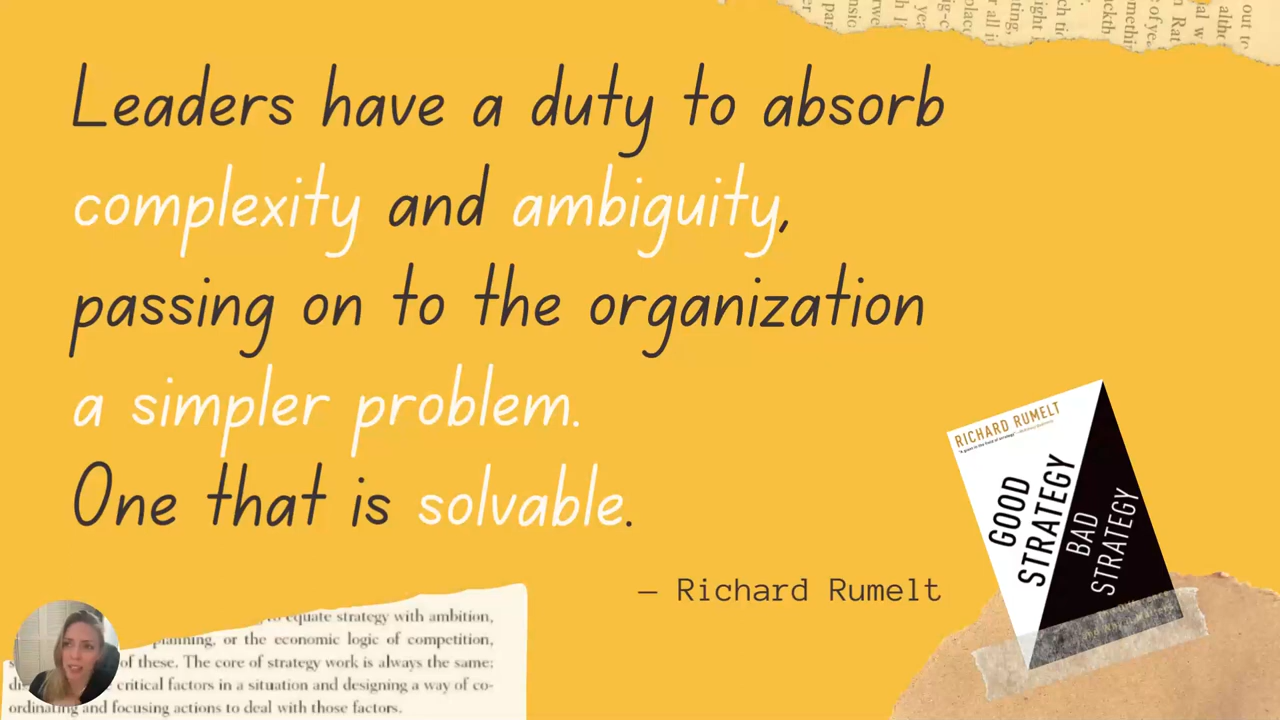 Leaders have a duty to absorb
complexity and ambiguity,
passing on to the organization
a simpler problem.
One that is solvable.
— Richard Rumelt
RICHARD RUMELT
GOOD
STRATEGY
BAD
STRATEGY
equate strategy with ambition,
planning, or the economic logic of competition,
of these. The core of strategy work is always the same:
critical factors in a situation and designing a way of co-
ordinating and focusing actions to deal with those factors.